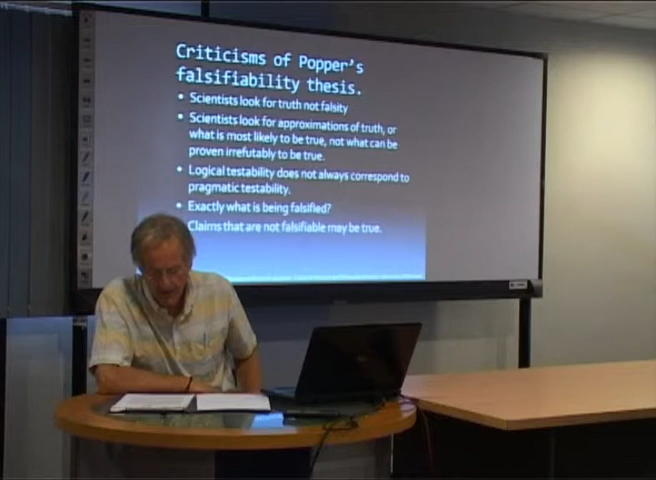 Criticisms of Popper's
falsifiability thesis.
• Scientists look for truth not falsity
• Scientists look for approximations of truth, or
what is most likely to be true, not what can be
proven irrefutably to be true.
• Logical testability does not always correspond to
pragmatic testability.
• Exactly what is being falsified?
Claims that are not falsifiable may be true.